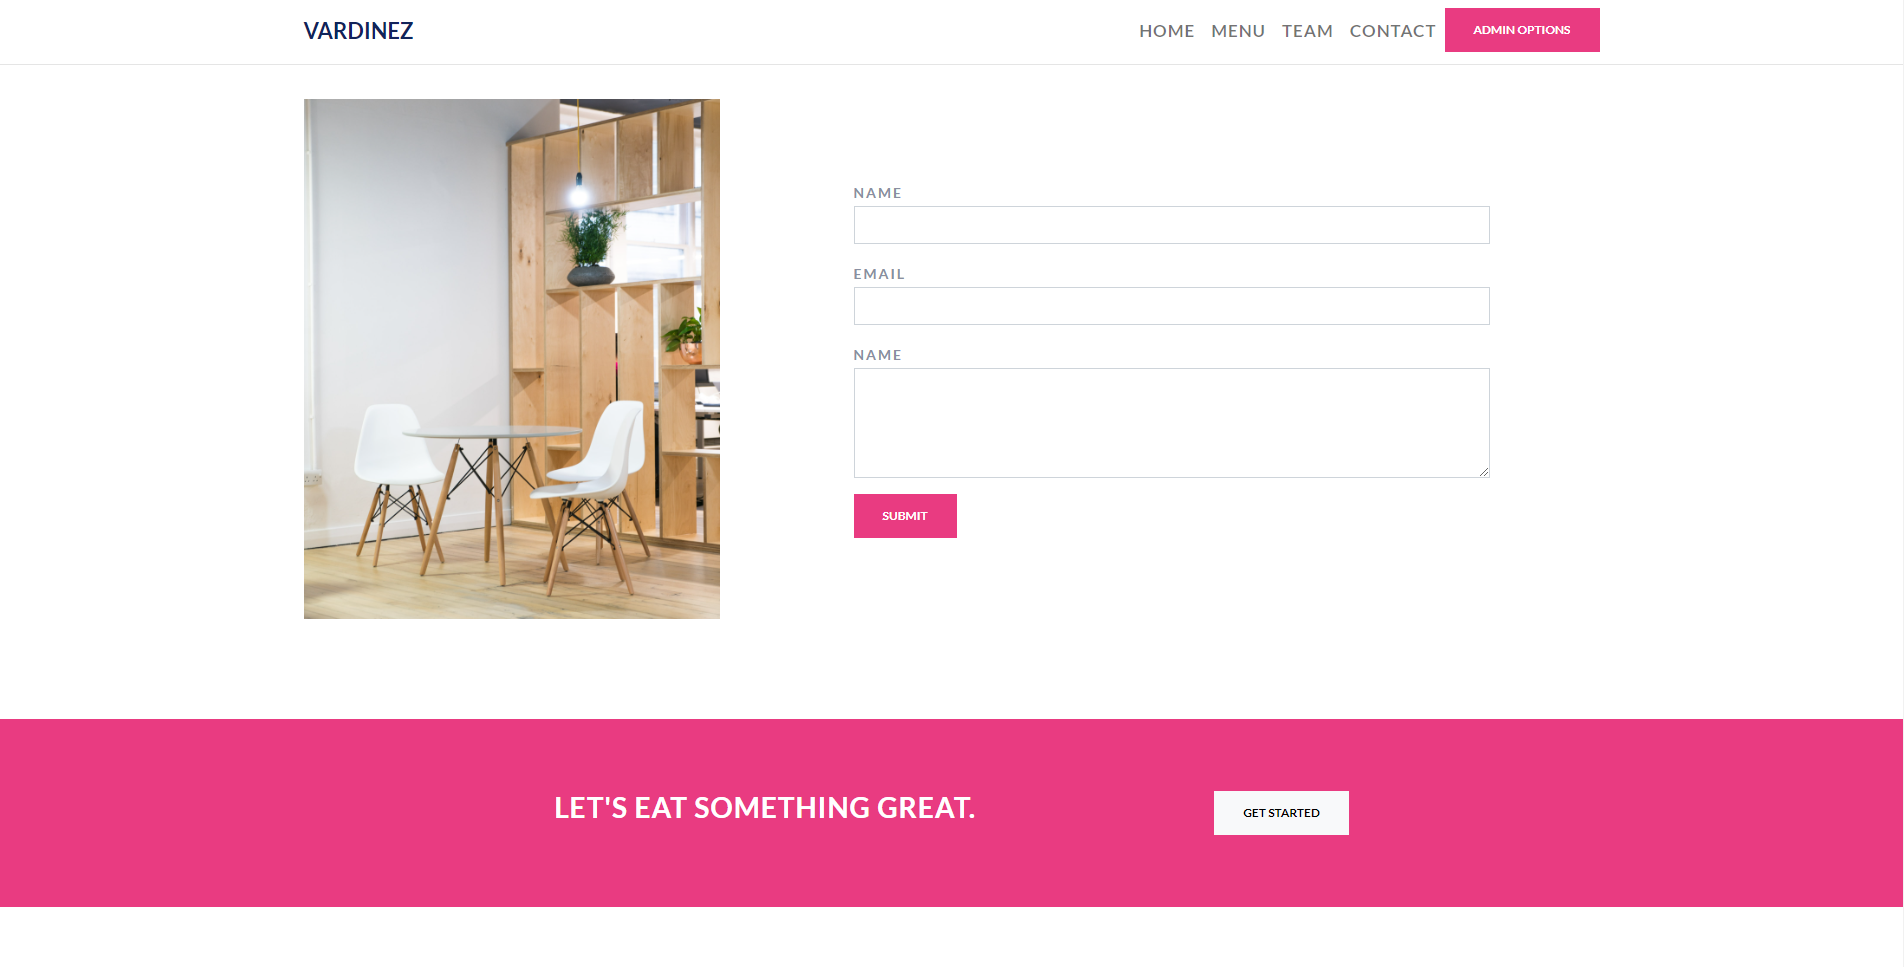 VARDINEZ
HOME MENU TEAM CONTACT ADMIN OPTIONS
NAME
EMAIL
NAME
SUBMIT
LET'S EAT SOMETHING GREAT.
GET STARTED